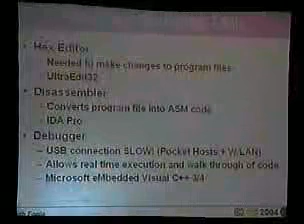 • Hex Editor
– Needed to make changes to program files
– UltraEdit32
• Disassembler
– Converts program file into ASM code
– IDA Pro
• Debugger
– USB connection SLOW! (Pocket Hosts + WLAN)
– Allows real time execution and walk through of code
– Microsoft eMbedded Visual C++ 3/4
2004